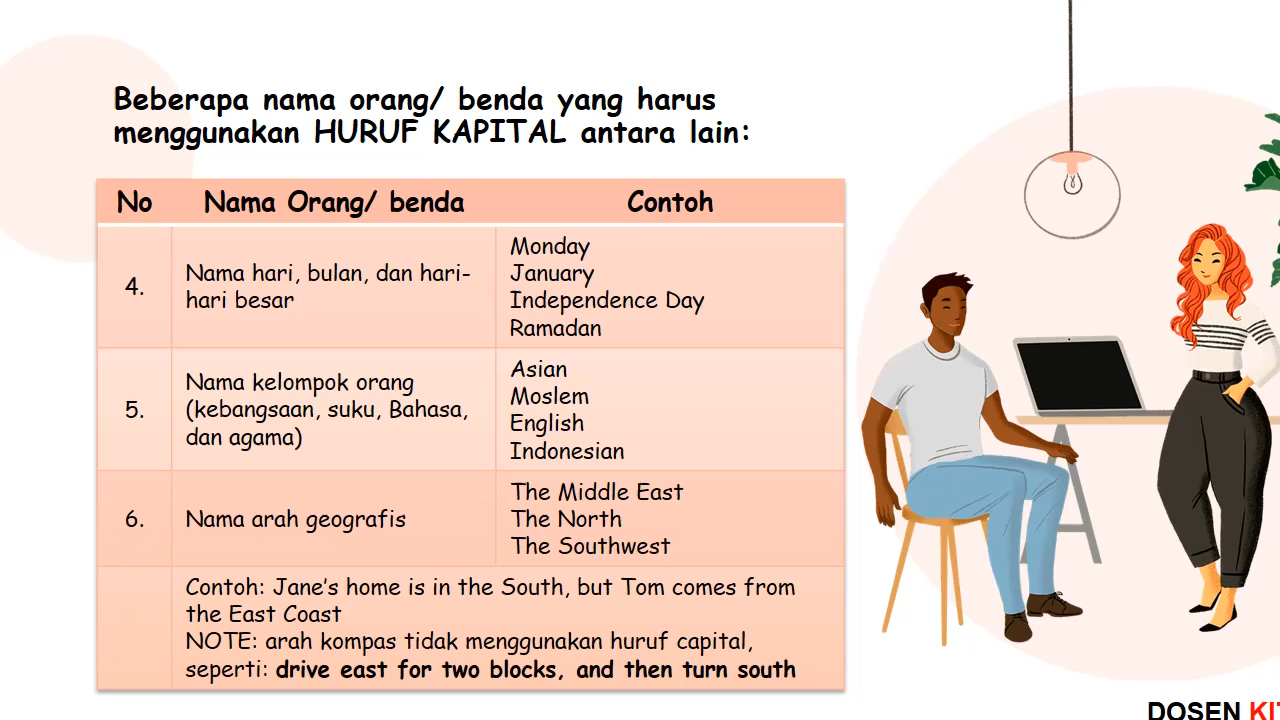 Beberapa nama orang/ benda yang harus
menggunakan HURUF KAPITAL antara lain:
No Nama Orang/ benda Contoh
4.
Nama hari, bulan, dan hari-
hari besar
Monday
January
Independence Day
Ramadan
5.
Nama kelompok orang
(kebangsaan, suku, Bahasa,
dan agama)
Asian
Moslem
English
Indonesian
6.
Nama arah geografis
The Middle East
The North
The Southwest
Contoh: Jane's home is in the South, but Tom comes from
the East Coast
NOTE: arah kompas tidak menggunakan huruf capital,
seperti: drive east for two blocks, and then turn south
DOSEN